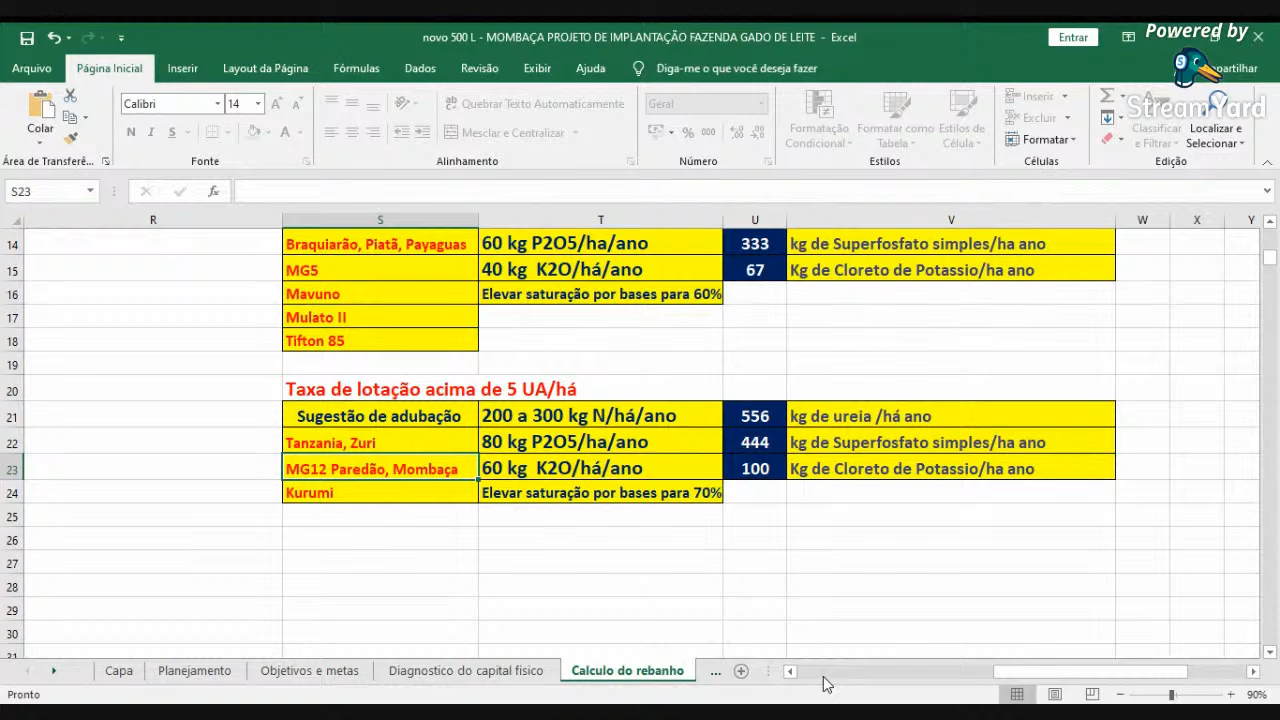 Powered by
StreamYard
novo 500 L - MOMBAÇA PROJETO DE IMPLANTAÇÃO FAZENDA GADO DE LEITE - Excel
Entrar
Arquivo Página Inicial Inserir Layout da Página Fórmulas Dados Revisão Exibir Ajuda Diga-me o que você deseja fazer
Colar
Calibri 14
N I S
Quebrar Texto Automaticamente
Mesclar e Centralizar
Geral
% 000
Formatação Condicional
Formatar como Tabela
Estilos de Célula
Inserir
Excluir
Formatar
Classificar e Filtrar
Localizar e Selecionar
Área de Transferê... Fonte Alinhamento Número Estilos Células Edição
S23 fx
R S T U V W X Y
14 Braquiarão, Piatã, Payaguas 60 kg P2O5/ha/ano 333 kg de Superfosfato simples/ha ano
15 MG5 40 kg K2O/há/ano 67 Kg de Cloreto de Potassio/ha ano
16 Mavuno Elevar saturação por bases para 60%
17 Mulato II
18 Tifton 85
19
20 Taxa de lotação acima de 5 UA/há
21 Sugestão de adubação 200 a 300 kg N/há/ano 556 kg de ureia /há ano
22 Tanzania, Zuri 80 kg P2O5/ha/ano 444 kg de Superfosfato simples/ha ano
23 MG12 Paredão, Mombaça 60 kg K2O/há/ano 100 Kg de Cloreto de Potassio/ha ano
24 Kurumi Elevar saturação por bases para 70%
25
26
27
28
29
30
Capa Planejamento Objetivos e metas Diagnostico do capital fisico Calculo do rebanho ...
Pronto 90%